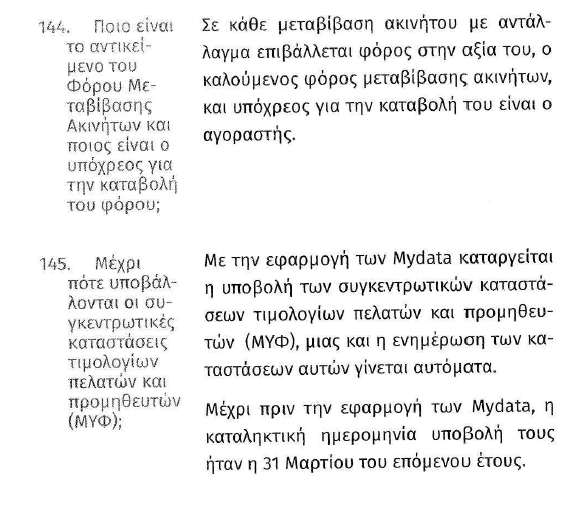 144. Ποιο είναι
το αντικεί-
μενο του
Φόρου Με-
ταβίβασης
Ακινήτων και
ποιος είναι ο
υπόχρεος για
την καταβολή
του φόρου;
Σε κάθε μεταβίβαση ακινήτου με αντάλ-
λαγμα επιβάλλεται φόρος στην αξία του, ο
καλούμενος φόρος μεταβίβασης ακινήτων,
και υπόχρεος για την καταβολή του είναι ο
αγοραστής.
145. Μέχρι
πότε υποβάλ-
λονται οι συ-
γκεντρωτικές
καταστάσεις
τιμολογίων
πελατών και
προμηθευτών
(ΜΥΦ);
Με την εφαρμογή των Mydata καταργείται
η υποβολή των συγκεντρωτικών καταστά-
σεων τιμολογίων πελατών και προμηθευ-
τών (ΜΥΦ), μιας και η ενημέρωση των κα-
ταστάσεων αυτών γίνεται αυτόματα.
Μέχρι πριν την εφαρμογή των Mydata, η
καταληκτική ημερομηνία υποβολή τους
ήταν η 31 Μαρτίου του επόμενου έτους.